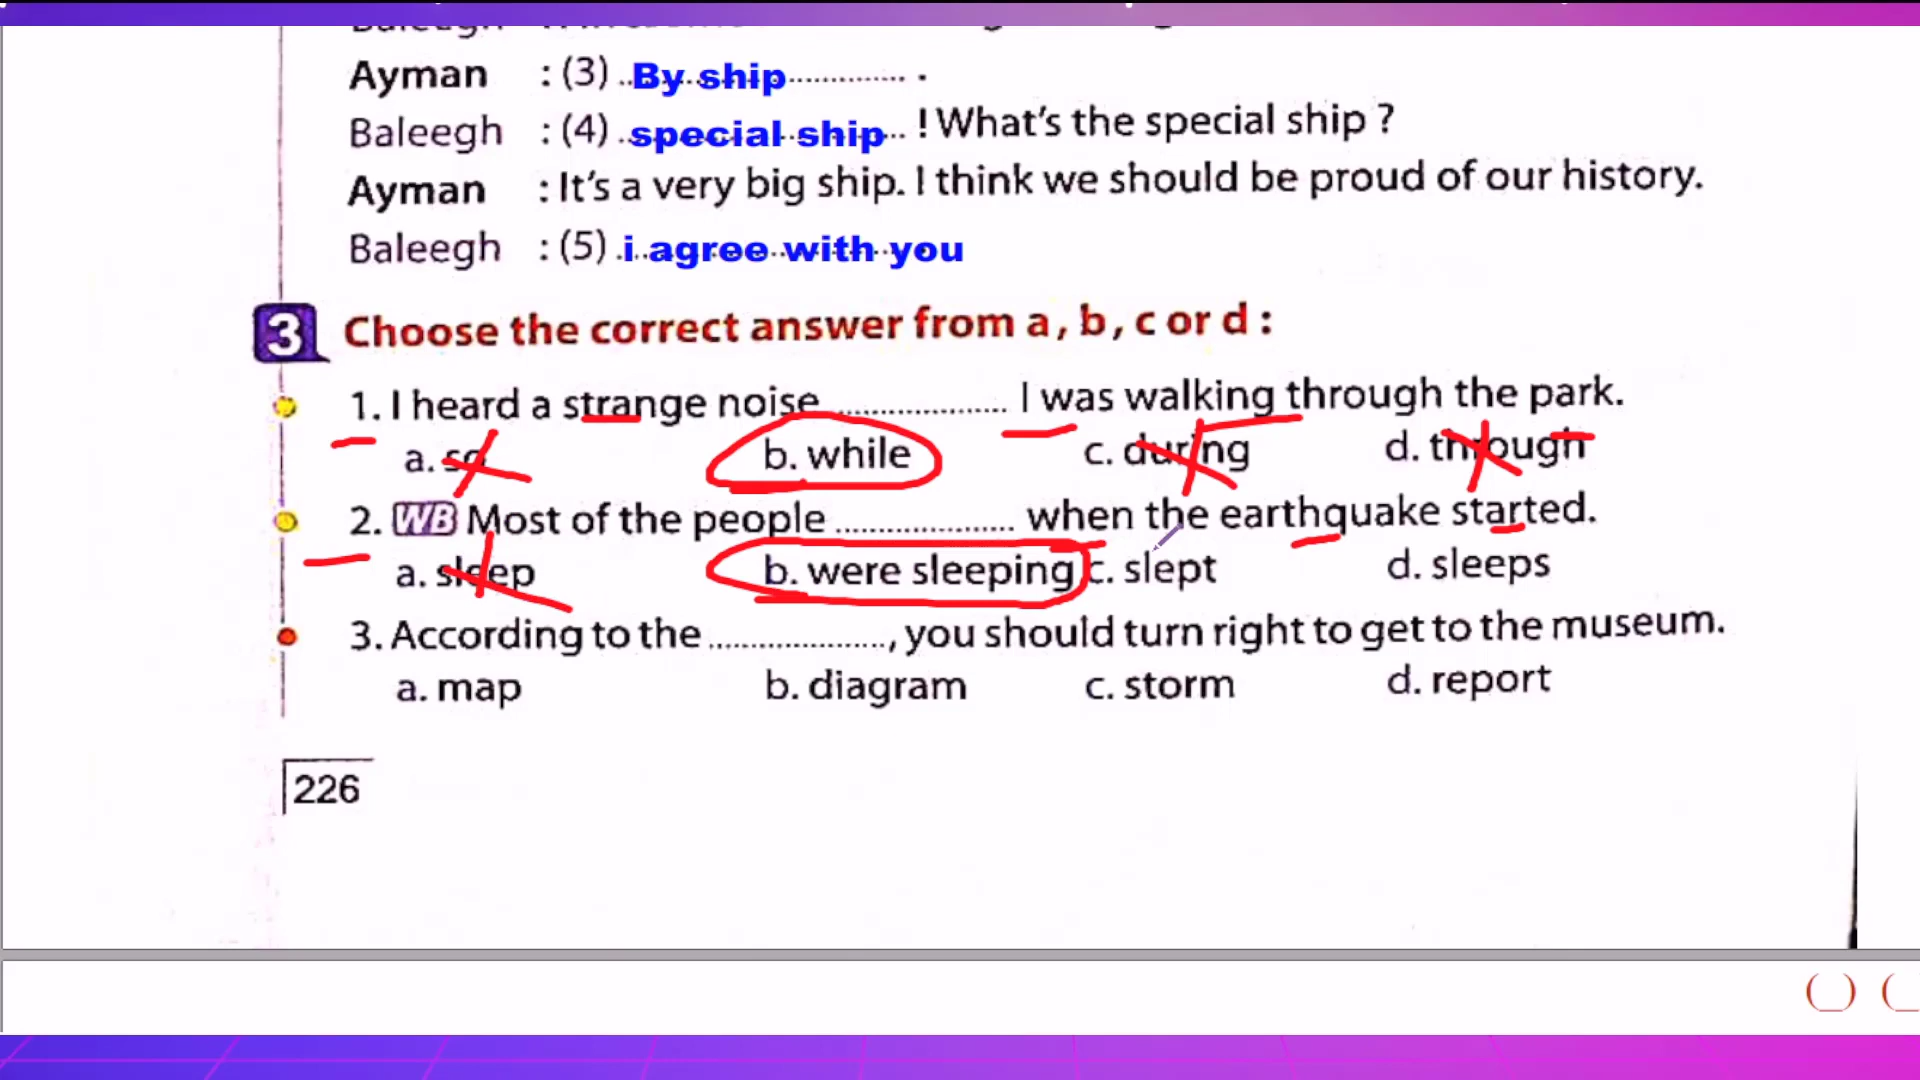 Ayman : (3) By ship .
Baleegh : (4) special ship ! What's the special ship ?
Ayman : It's a very big ship. I think we should be proud of our history.
Baleegh : (5) i agree with you
3 Choose the correct answer from a, b, c or d :
1. I heard a strange noise .................... I was walking through the park.
a. so b. while c. during d. through
2. WB Most of the people .................... when the earthquake started.
a. sleep b. were sleeping c. slept d. sleeps
3. According to the ...................., you should turn right to get to the museum.
a. map b. diagram c. storm d. report
226
(_) (_